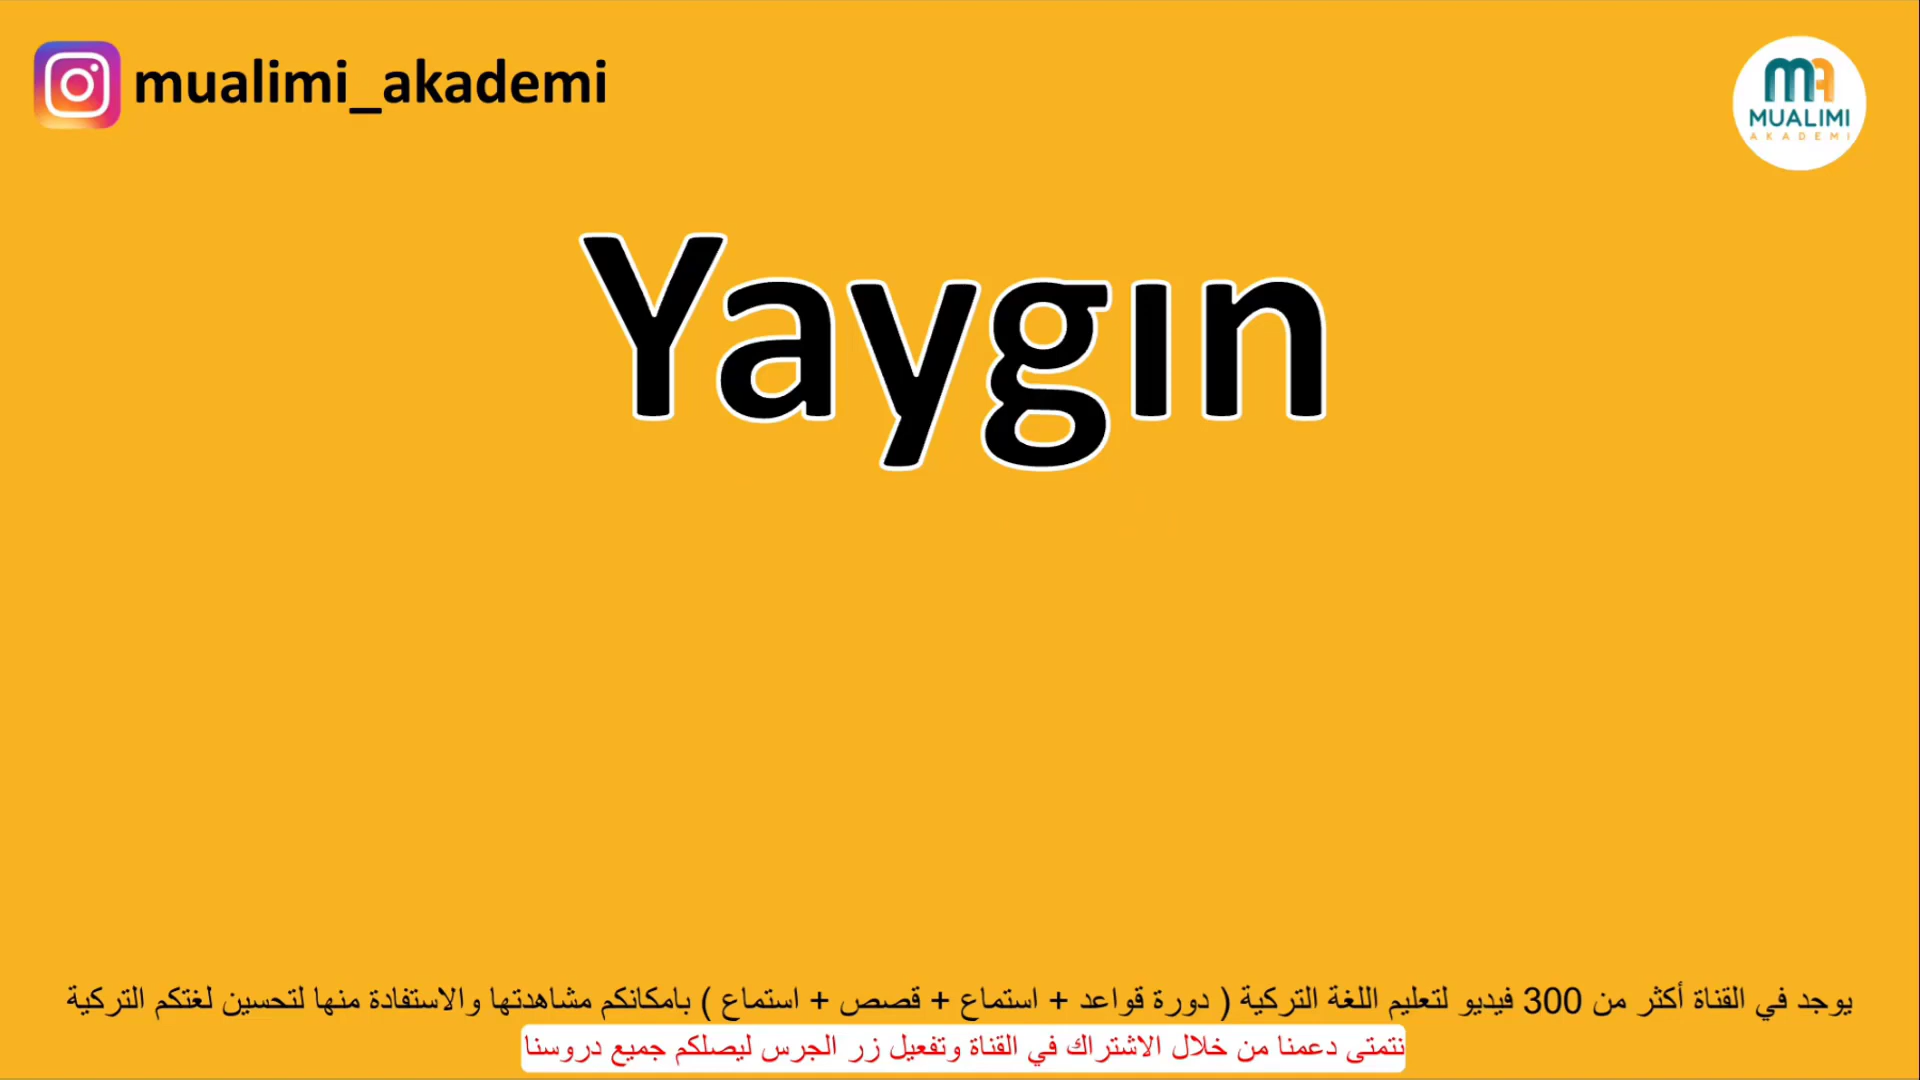 mualimi_akademi
MA
MUALIMI
AKADEMI
Yaygın
يوجد في القناة أكثر من 300 فيديو لتعليم اللغة التركية ( دورة قواعد + استماع + قصص + استماع ) بامكانكم مشاهدتها والاستفادة منها لتحسين لغتكم التركية
نتمتى دعمنا من خلال الاشتراك في القناة وتفعيل زر الجرس ليصلكم جميع دروسنا